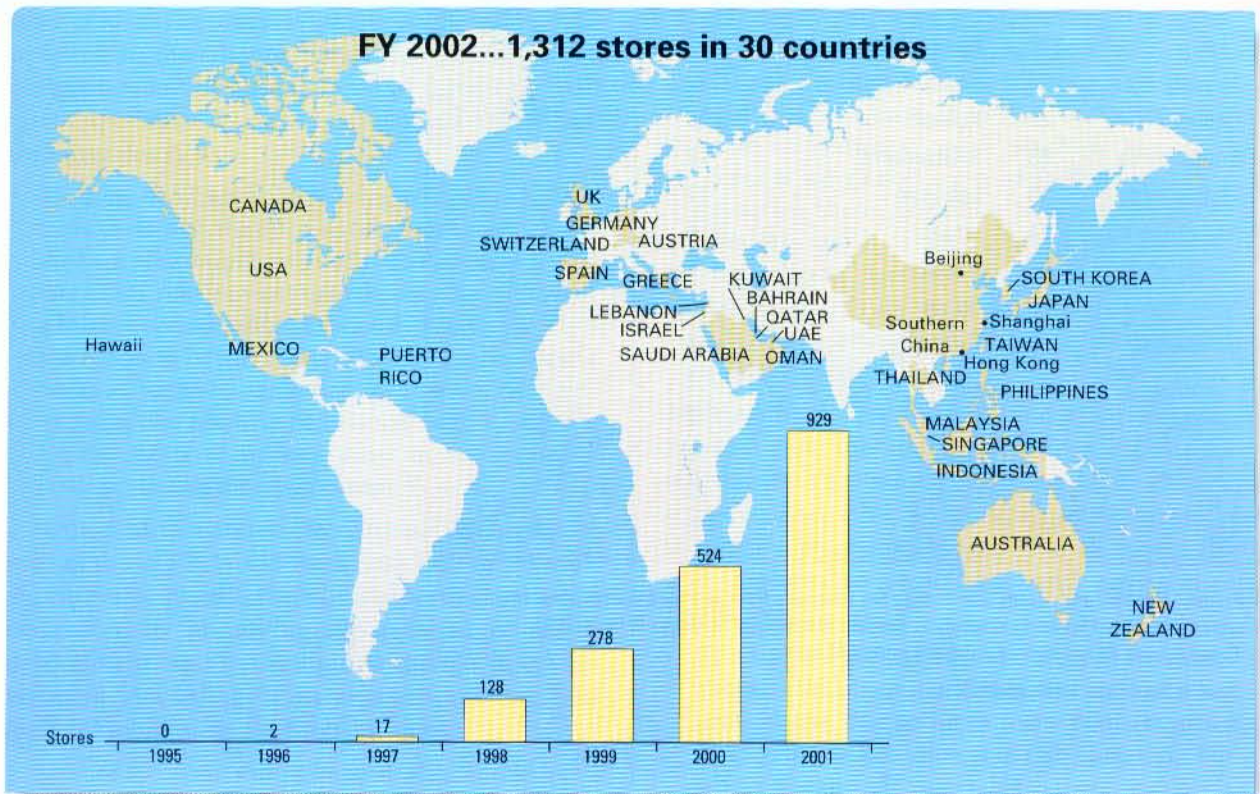 FY 2002...1,312 stores in 30 countries
CANADA
USA
Hawaii
MEXICO
PUERTO
RICO
UK
GERMANY
SWITZERLAND
AUSTRIA
SPAIN
GREECE
KUWAIT
BAHRAIN
LEBANON
QATAR
ISRAEL
UAE
SAUDI ARABIA
OMAN
Beijing
SOUTH KOREA
JAPAN
Southern
China
Shanghai
TAIWAN
Hong Kong
THAILAND
PHILIPPINES
MALAYSIA
SINGAPORE
INDONESIA
AUSTRALIA
NEW
ZEALAND
Stores
0
2
17
128
278
524
929
1995
1996
1997
1998
1999
2000
2001